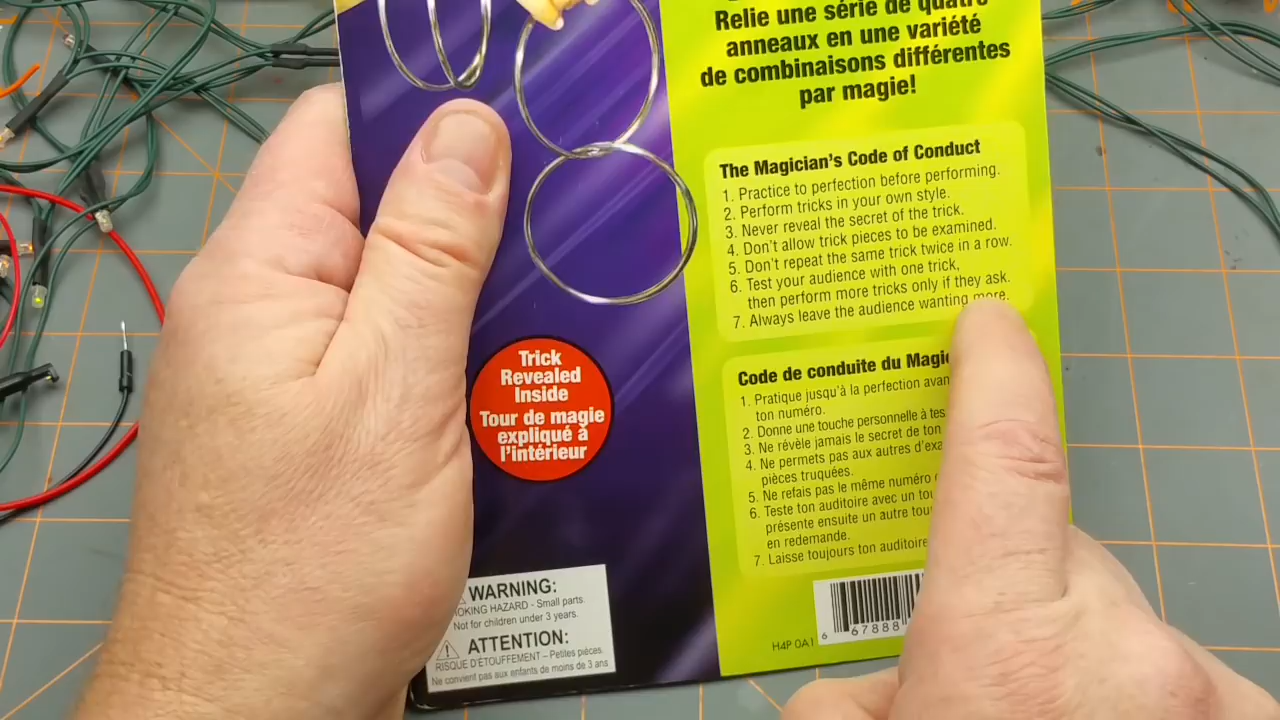 Relie une série de quatre
anneaux en une variété
de combinaisons différentes
par magie!
The Magician's Code of Conduct
1. Practice to perfection before performing.
2. Perform tricks in your own style.
3. Never reveal the secret of the trick.
4. Don't allow trick pieces to be examined.
5. Don't repeat the same trick twice in a row.
6. Test your audience with one trick,
then perform more tricks only if they ask.
7. Always leave the audience wanting more.
Code de conduite du
1. Pratique jusqu'à la perfection
ton numéro.
2. Donne une touche personnelle à tes
3. Ne révèle jamais le secret de ton
4. Ne permets pas aux autres
pièces truquées.
5. Ne refais pas le même numéro
6. Teste ton auditoire avec un
présente ensuite un autre
en redemande.
7. Laisse toujours ton auditoire
Trick
Revealed
Inside
Tour de magie
expliqué à
l'intérieur
WARNING:
HAZARD - Small parts.
Not for children under 3 years.
ATTENTION:
RISQUE D'ÉTOUFFEMENT – Petites pièces.
Ne convient pas aux enfants de moins de 3 ans
H4P 0A1
6 67888